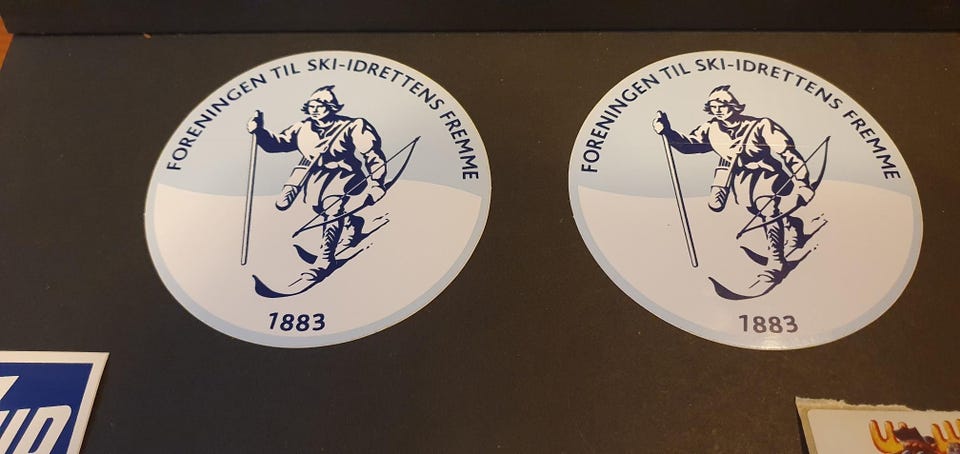 FORENINGEN TIL SKI-IDRETTENS FREMME
1883
FORENINGEN TIL SKI-IDRETTENS FREMME
1883